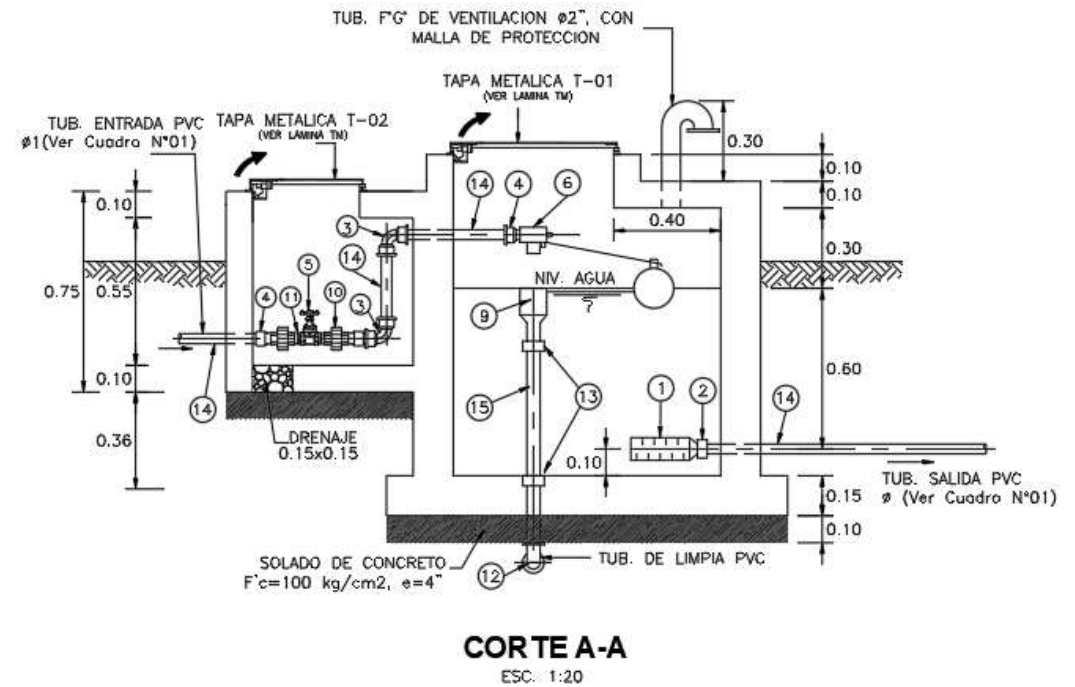 TUB. F°G° DE VENTILACION ø2", CON
MALLA DE PROTECCION
TAPA METALICA T-01
(VER LAMINA TM)
TUB. ENTRADA PVC
ø1(Ver Cuadro N°01)
TAPA METALICA T-02
(VER LAMINA TM)
0.30
0.10
0.10
0.10
14
4
6
3
0.40
0.30
0.75
0.55
14
5
NIV. AGUA
4
11
10
3
9
0.60
0.10
14
15
13
1
2
14
0.36
DRENAJE
0.15x0.15
0.10
TUB. SALIDA PVC
ø (Ver Cuadro N°01)
0.15
0.10
SOLADO DE CONCRETO
F'c=100 kg/cm2, e=4"
TUB. DE LIMPIA PVC
12
CORTE A-A
ESC. 1:20